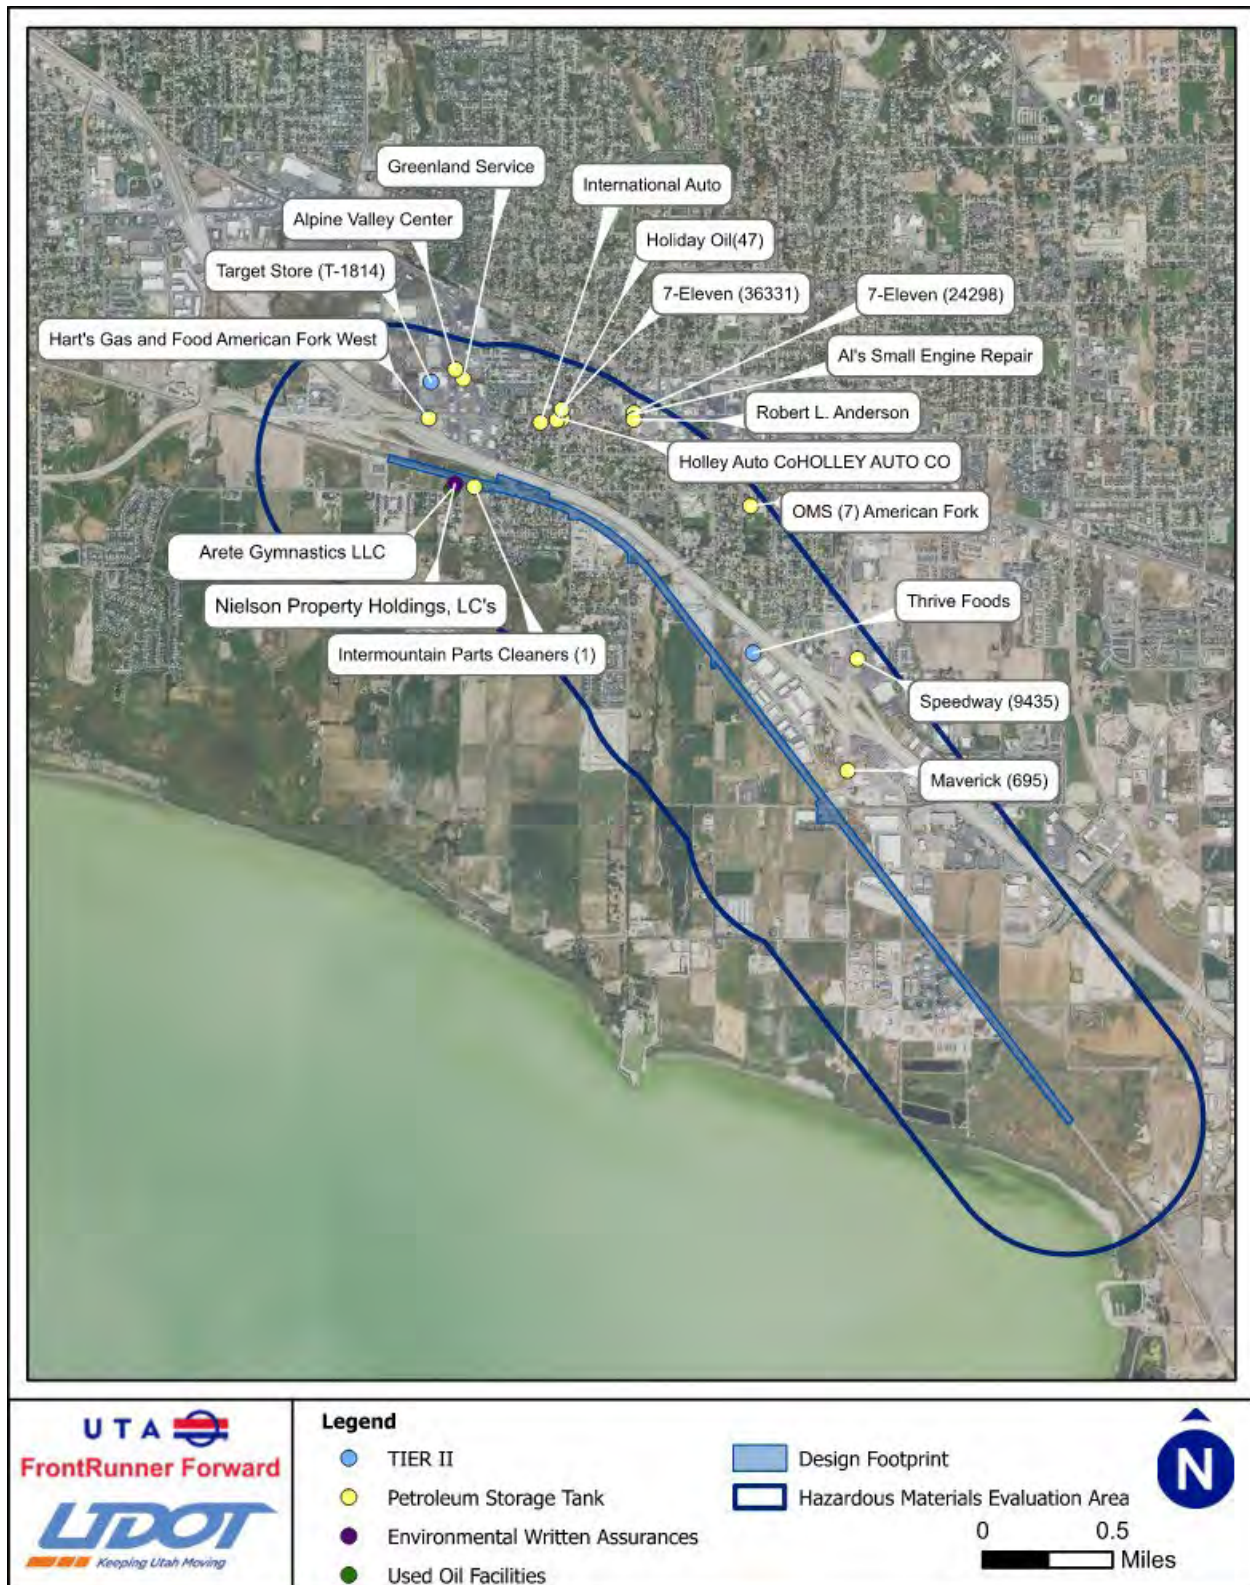 Greenland Service
International Auto
Alpine Valley Center
Holiday Oil(47)
Target Store (T-1814)
7-Eleven (36331)
7-Eleven (24298)
Hart's Gas and Food American Fork West
Al's Small Engine Repair
Robert L. Anderson
Holley Auto CoHOLLEY AUTO CO
OMS (7) American Fork
Arete Gymnastics LLC
Nielson Property Holdings, LC's
Thrive Foods
Intermountain Parts Cleaners (1)
Speedway (9435)
Maverick (695)
UTA
FrontRunner Forward
UDOT
Keeping Utah Moving
Legend
TIER II
Petroleum Storage Tank
Environmental Written Assurances
Used Oil Facilities
Design Footprint
Hazardous Materials Evaluation Area
0 0.5
Miles
N